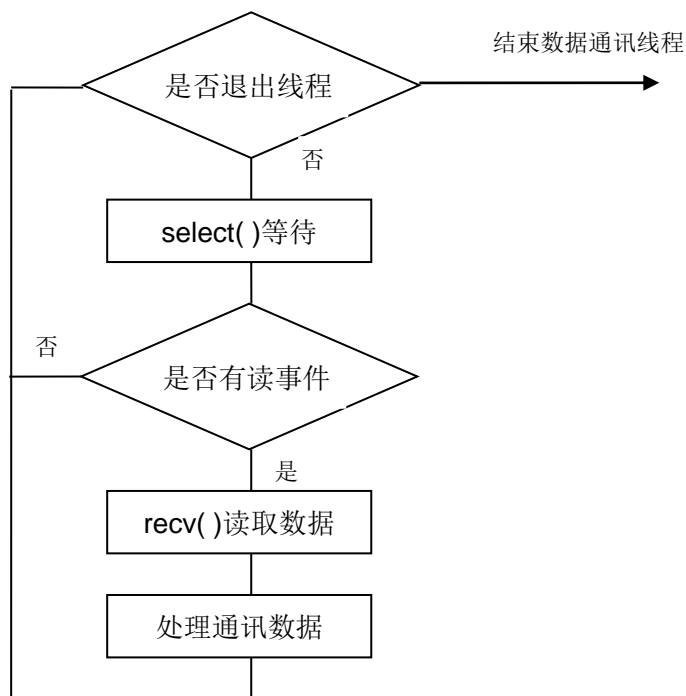 结束数据通讯线程
是否退出线程
否
select( )等待
否
是否有读事件
是
recv( )读取数据
处理通讯数据